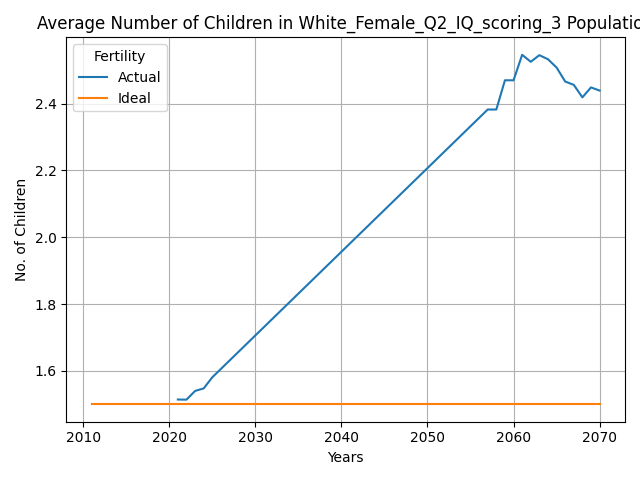 Average Number of Children in White_Female_Q2_IQ_scoring_3 Populatio
Fertility
Actual
Ideal
No. of Children
2.4
2.2
2.0
1.8
1.6
2010 2020 2030 2040 2050 2060 2070
Years